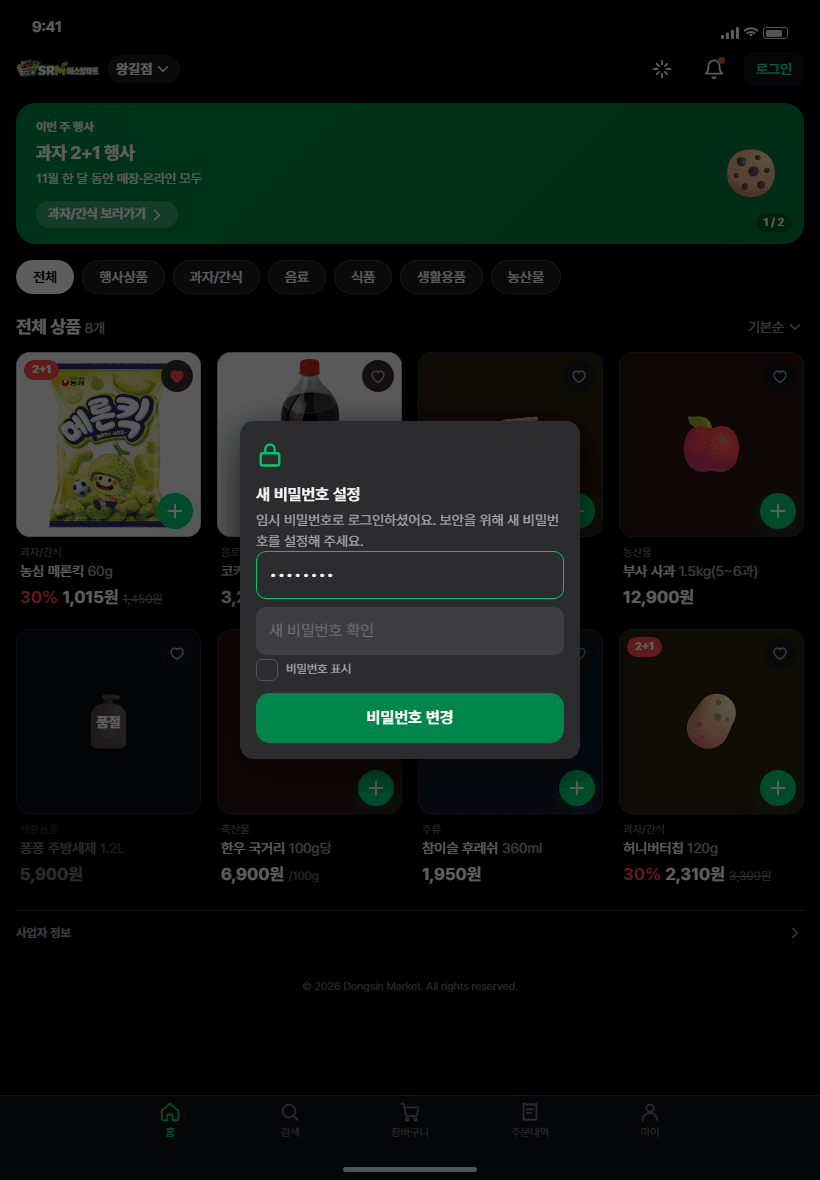 9:41
SRM 에스알마트
왕길점
로그인
이번 주 행사
과자 2+1 행사
11월 한 달 동안 매장·온라인 모두
과자/간식 보러가기
1 / 2
전체
행사상품
과자/간식
음료
식품
생활용품
농산물
전체 상품 8개
기본순
2+1
농심
메론킥
새 비밀번호 설정
임시 비밀번호로 로그인하셨어요. 보안을 위해 새 비밀번
호를 설정해 주세요.
••••••••
새 비밀번호 확인
비밀번호 표시
비밀번호 변경
과자/간식
농심 메론킥 60g
30% 1,015원 1,450원
음료
농산물
부사 사과 1.5kg(5~6과)
12,900원
품절
2+1
생활용품
퐁퐁 주방세제 1.2L
5,900원
축산물
한우 국거리 100g당
6,900원 /100g
주류
참이슬 후레쉬 360ml
1,950원
과자/간식
허니버터칩 120g
30% 2,310원 3,300원
사업자 정보
© 2026 Dongsin Market. All rights reserved.
홈
검색
장바구니
주문내역
마이